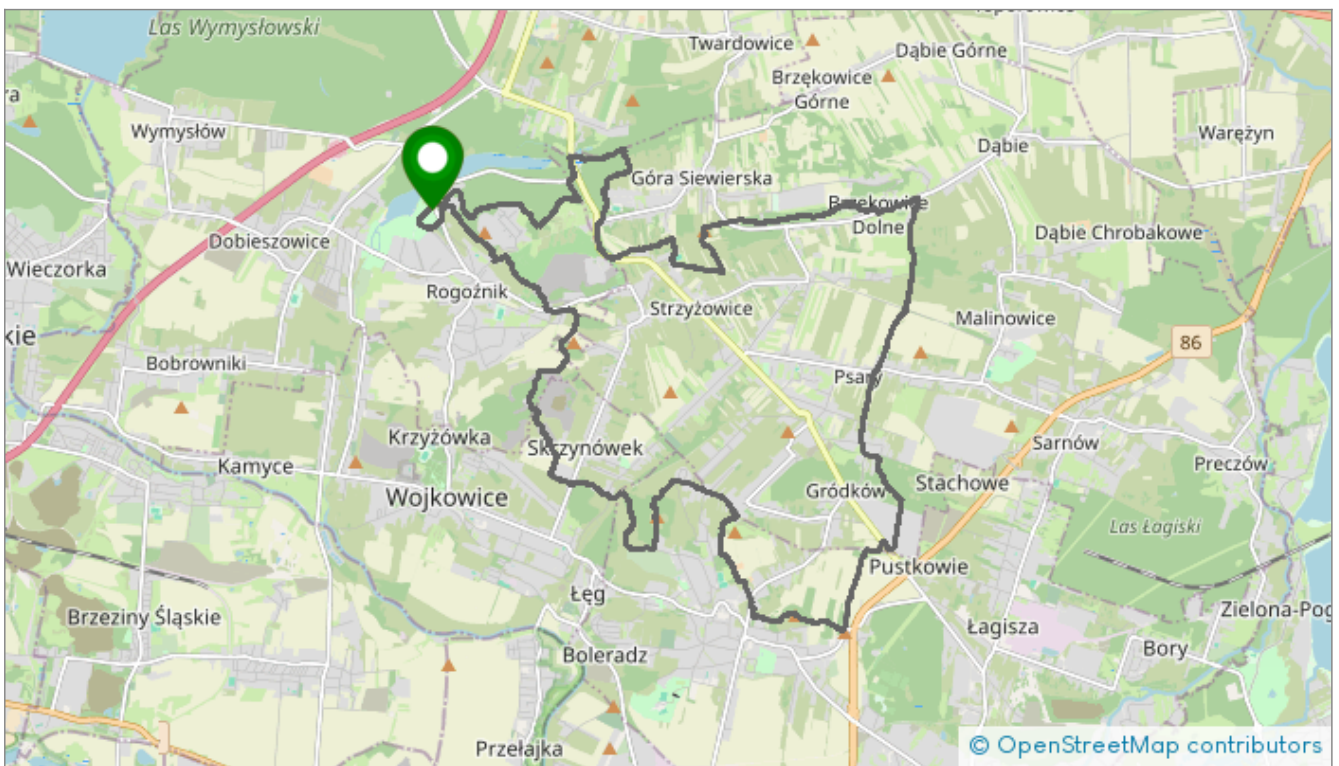 Las Wymysłowski
Twardowice
Dąbie Górne
Brzękowice
Górne
Wymysłów
Warężyn
Dąbie
Góra Siewierska
Brzękowice
Dolne
Dobieszowice
Dąbie Chrobakowe
Wieczorka
Rogoźnik
Strzyżowice
Malinowice
kie
86
Bobrowniki
Psary
Krzyżówka
Skrzynówek
Sarnów
Kamyce
Preczów
Wojkowice
Gródków
Stachowe
Las Łagiski
Pustkowie
Łęg
Brzeziny Śląskie
Zielona-Pog
Łagisza
Boleradz
Bory
Przełajka
© OpenStreetMap contributors